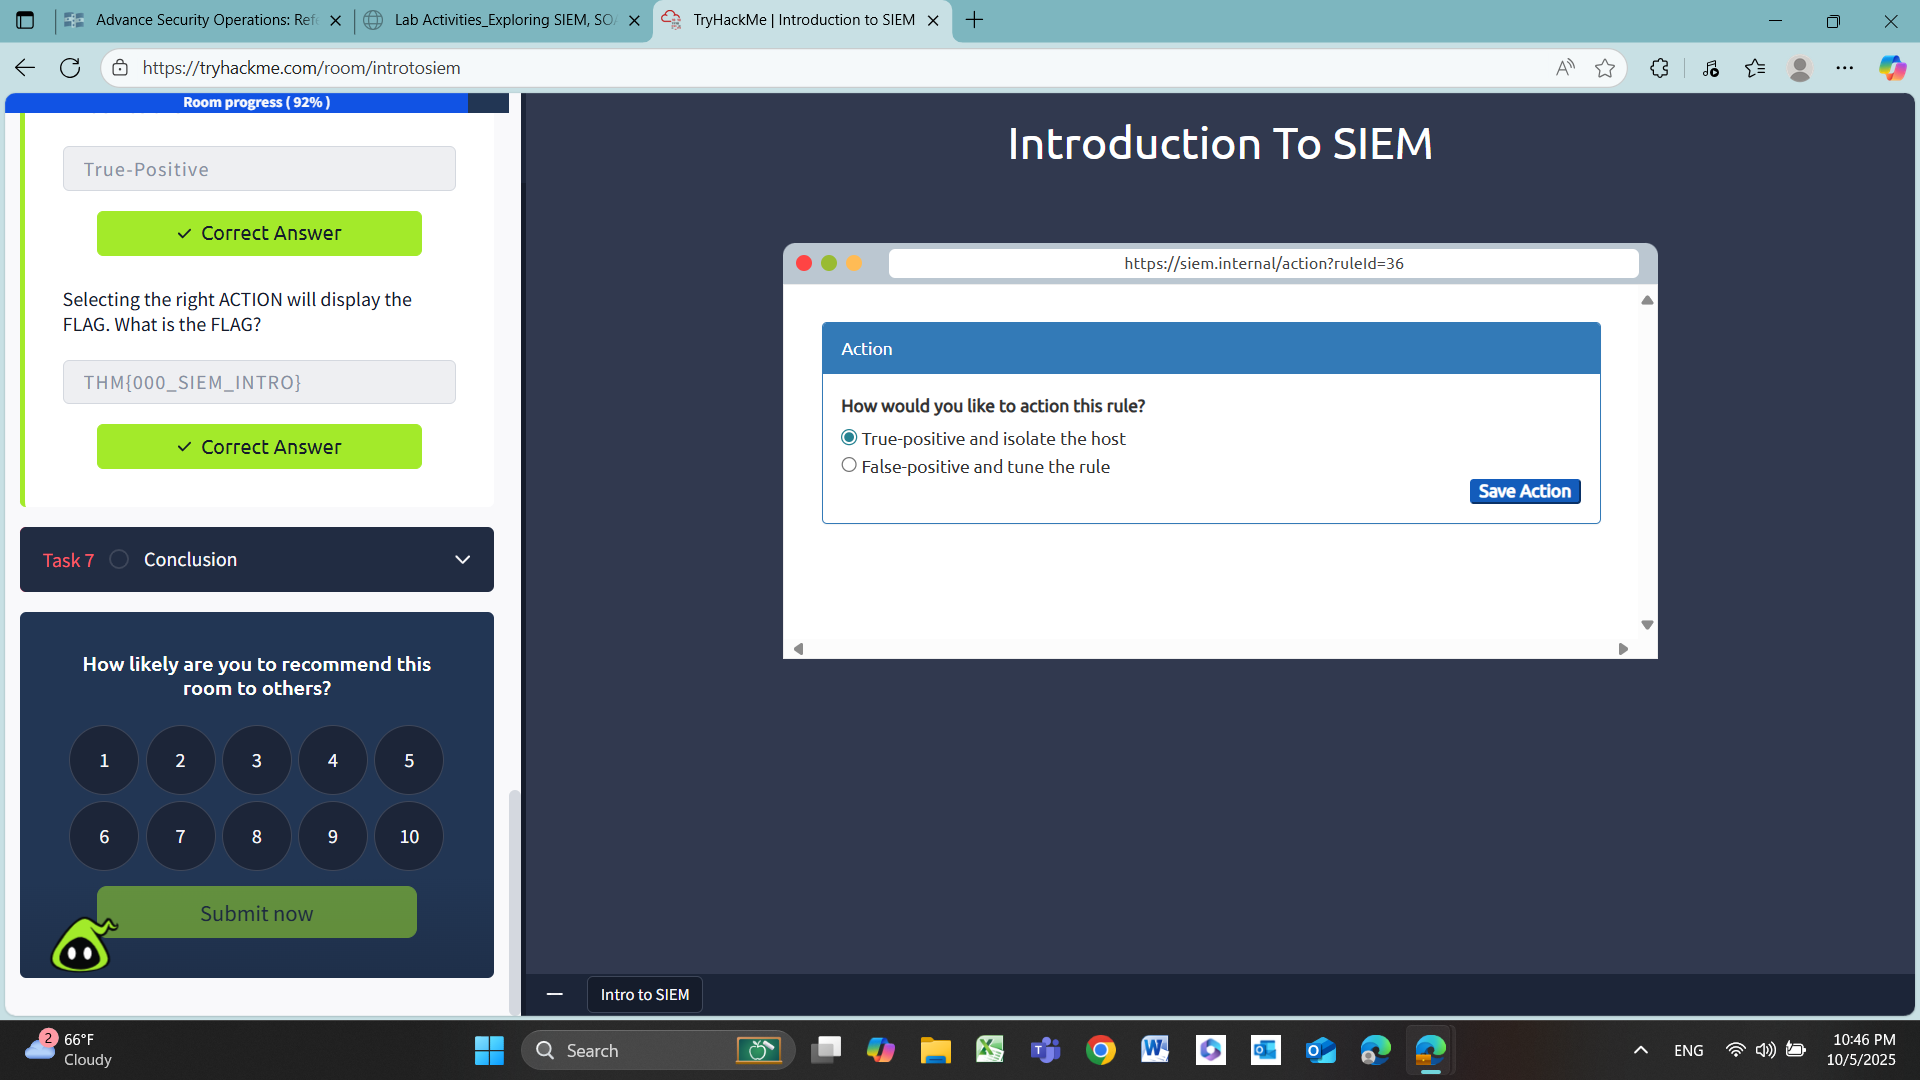 Advance Security Operations: Ref
Lab Activities_Exploring SIEM, SO
TryHackMe | Introduction to SIEM
https://tryhackme.com/room/introtosiem
Room progress ( 92% )
True-Positive
✓ Correct Answer
Selecting the right ACTION will display the
FLAG. What is the FLAG?
THM{000_SIEM_INTRO}
✓ Correct Answer
Task 7 Conclusion
How likely are you to recommend this
room to others?
1 2 3 4 5
6 7 8 9 10
Submit now
Introduction To SIEM
https://siem.internal/action?ruleId=36
Action
How would you like to action this rule?
True-positive and isolate the host
False-positive and tune the rule
Save Action
Intro to SIEM
2
66°F
Cloudy
Search
ENG
10:46 PM
10/5/2025